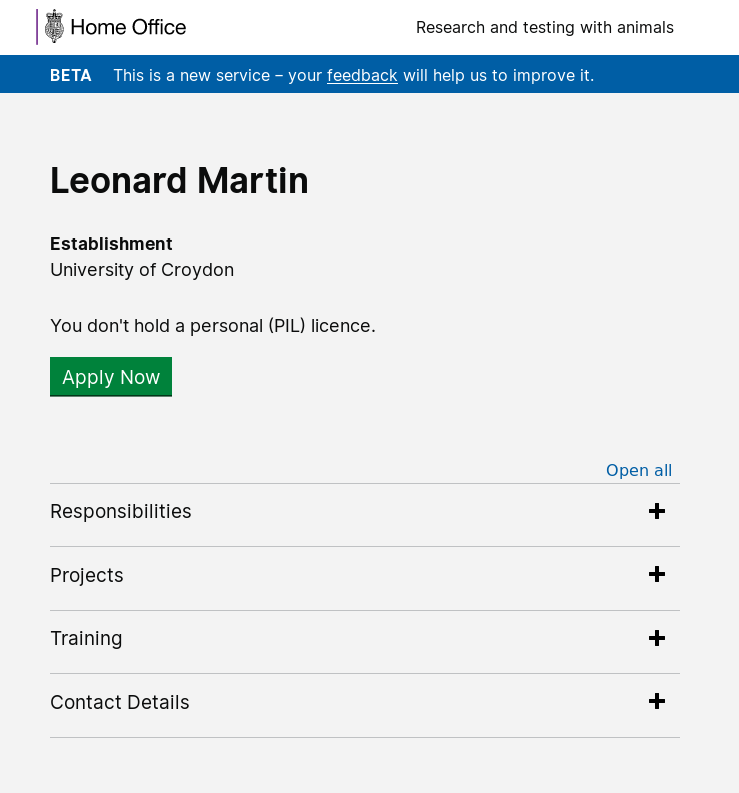 Home Office
Research and testing with animals
BETA This is a new service – your feedback will help us to improve it.
Leonard Martin
Establishment
University of Croydon
You don't hold a personal (PIL) licence.
Apply Now
Open all
Responsibilities
Projects
Training
Contact Details